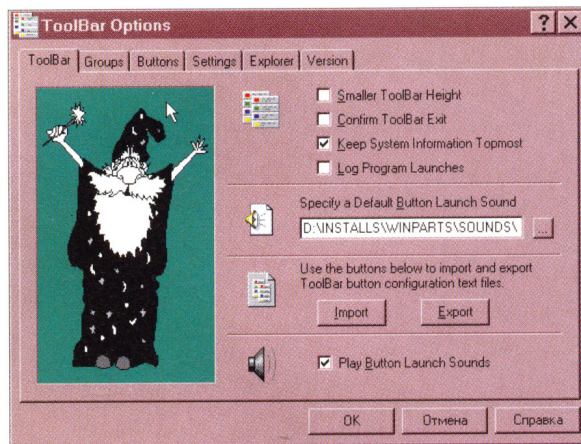 ToolBar Options
ToolBar Groups Buttons Settings Explorer Version
Smaller ToolBar Height
Confirm ToolBar Exit
Keep System Information Topmost
Log Program Launches
Specify a Default Button Launch Sound
D:\INSTALLS\WINPARTS\SOUNDS\ ...
Use the buttons below to import and export
ToolBar button configuration text files.
Import Export
Play Button Launch Sounds
OK Отмена Справка